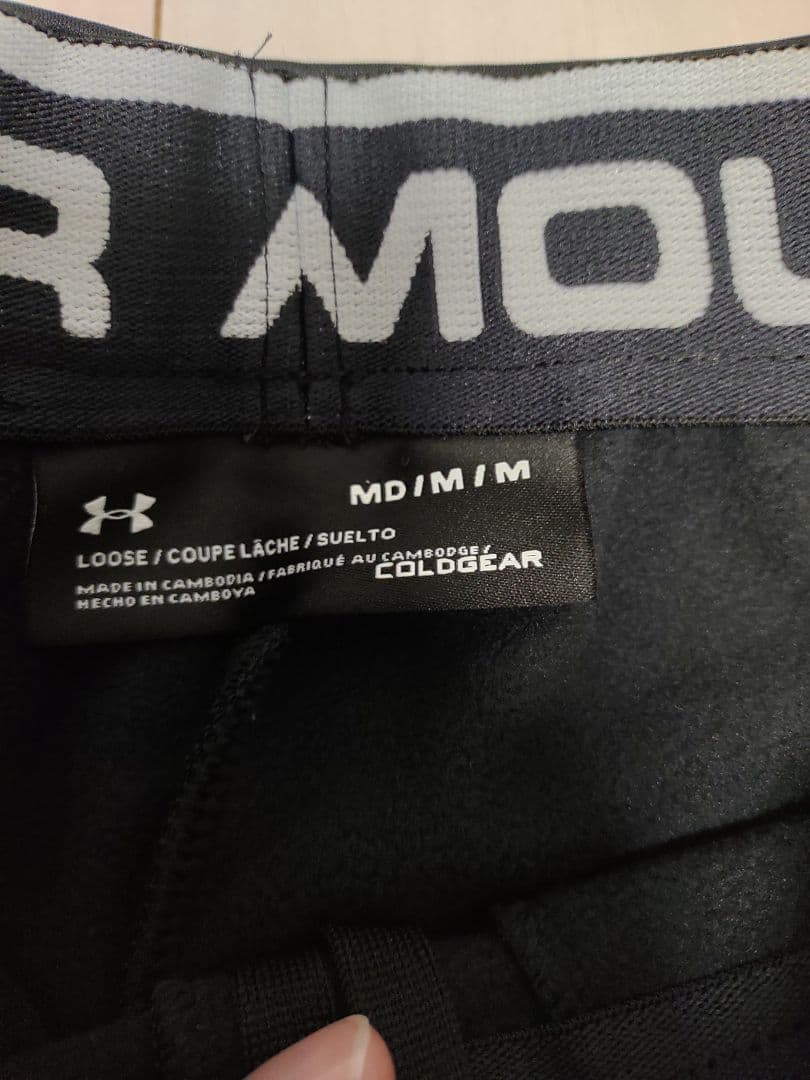 R MOU
MD / M / M
LOOSE / COUPE LÂCHE / SUELTO
MADE IN CAMBODIA / FABRIQUÉ AU CAMBODGE /
HECHO EN CAMBOYA
COLDGEAR